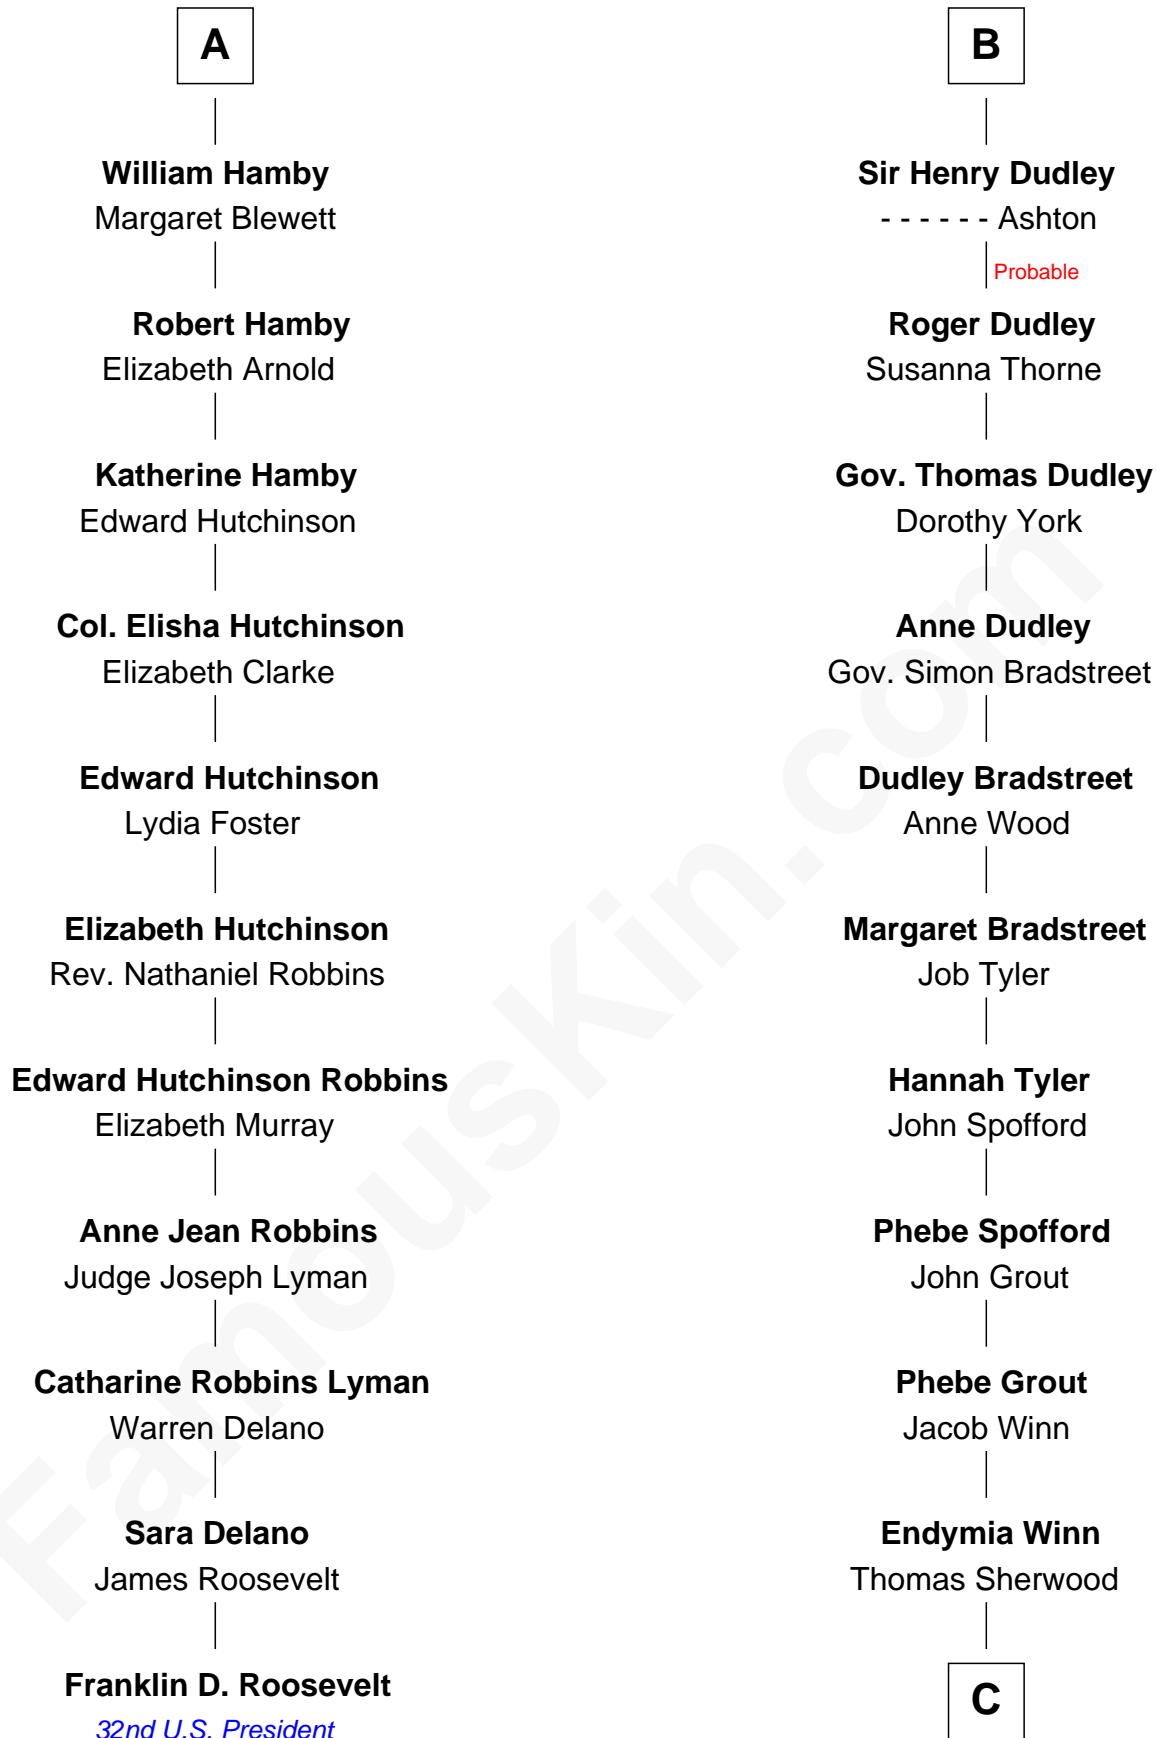 A
William Hamby
Margaret Blewett
Robert Hamby
Elizabeth Arnold
Katherine Hamby
Edward Hutchinson
Col. Elisha Hutchinson
Elizabeth Clarke
Edward Hutchinson
Lydia Foster
Elizabeth Hutchinson
Rev. Nathaniel Robbins
Edward Hutchinson Robbins
Elizabeth Murray
Anne Jean Robbins
Judge Joseph Lyman
Catharine Robbins Lyman
Warren Delano
Sara Delano
James Roosevelt
Franklin D. Roosevelt
32nd U.S. President
B
Sir Henry Dudley
- - - - - - Ashton
Probable
Roger Dudley
Susanna Thorne
Gov. Thomas Dudley
Dorothy York
Anne Dudley
Gov. Simon Bradstreet
Dudley Bradstreet
Anne Wood
Margaret Bradstreet
Job Tyler
Hannah Tyler
John Spofford
Phebe Spofford
John Grout
Phebe Grout
Jacob Winn
Endymia Winn
Thomas Sherwood
C
FamousKin.com